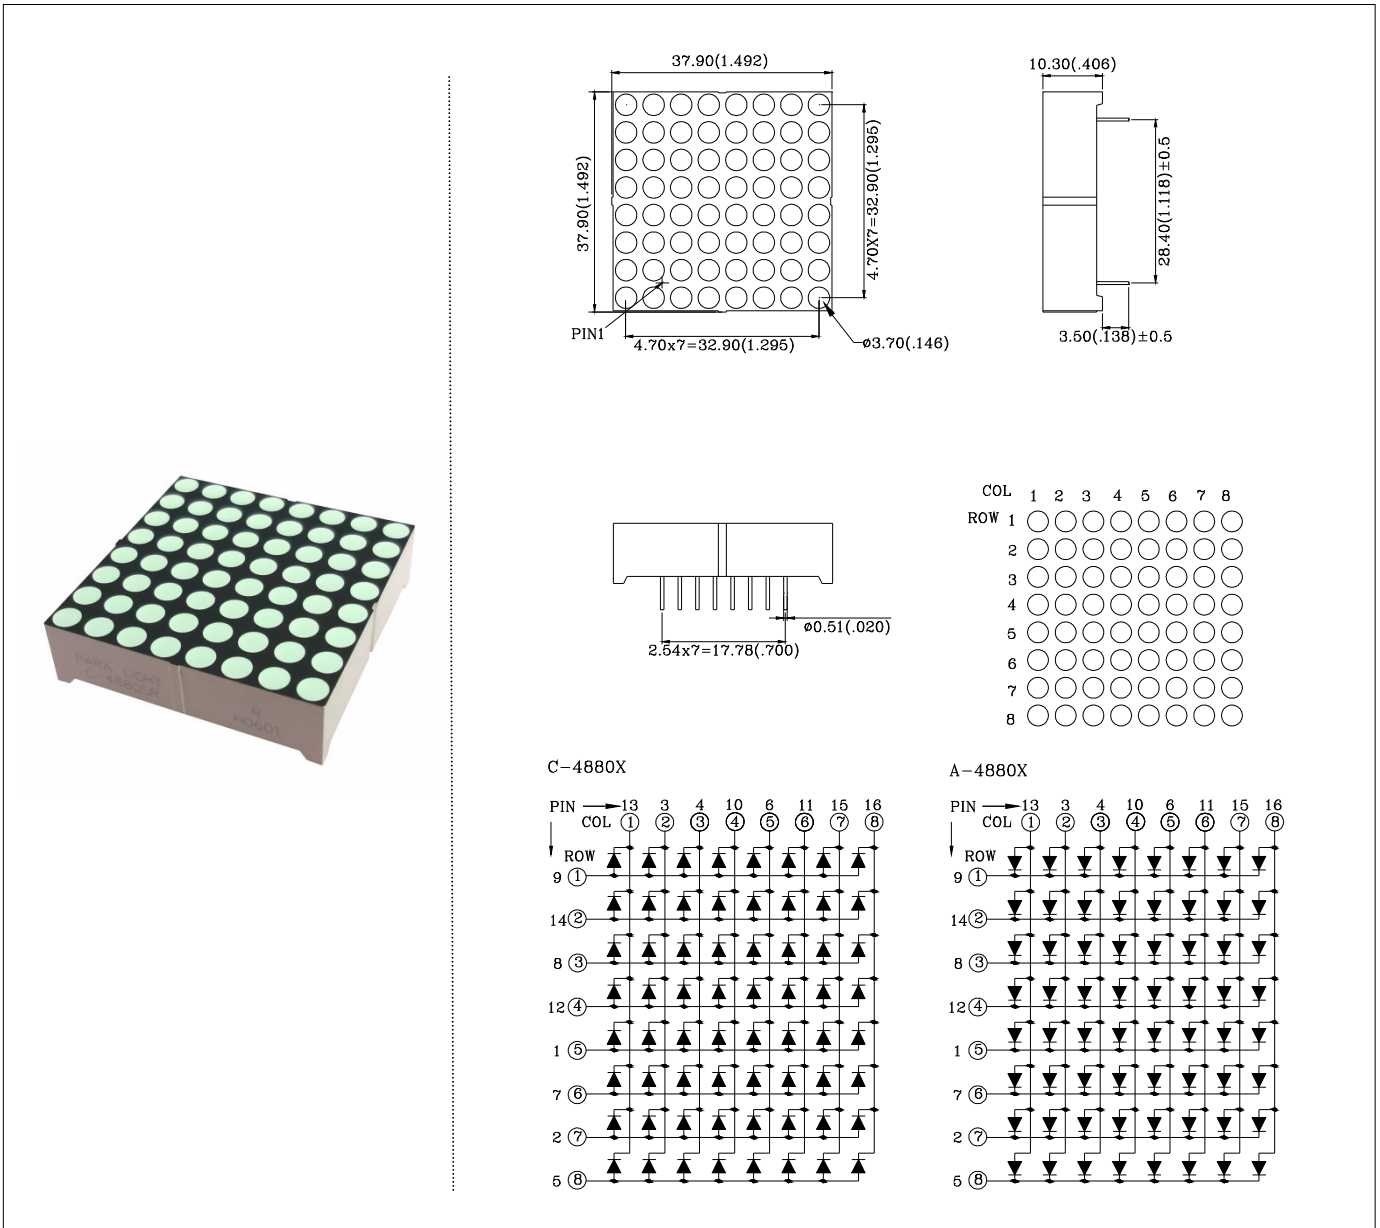 37.90(1.492)
10.30(.406)
37.90(1.492)
4.70X7=32.90(1.295)
28.40(1.118)±0.5
PIN1
4.70x7=32.90(1.295)
ø3.70(.146)
3.50(.138)±0.5
ø0.51(.020)
2.54x7=17.78(.700)
COL 1 2 3 4 5 6 7 8
ROW 1
2
3
4
5
6
7
8
PARA LIGHT
C-4880SR
R
H0601
C-4880X
PIN 13 3 4 10 6 11 15 16
COL 1 2 3 4 5 6 7 8
ROW
9 1
14 2
8 3
12 4
1 5
7 6
2 7
5 8
A-4880X
PIN 13 3 4 10 6 11 15 16
COL 1 2 3 4 5 6 7 8
ROW
9 1
14 2
8 3
12 4
1 5
7 6
2 7
5 8